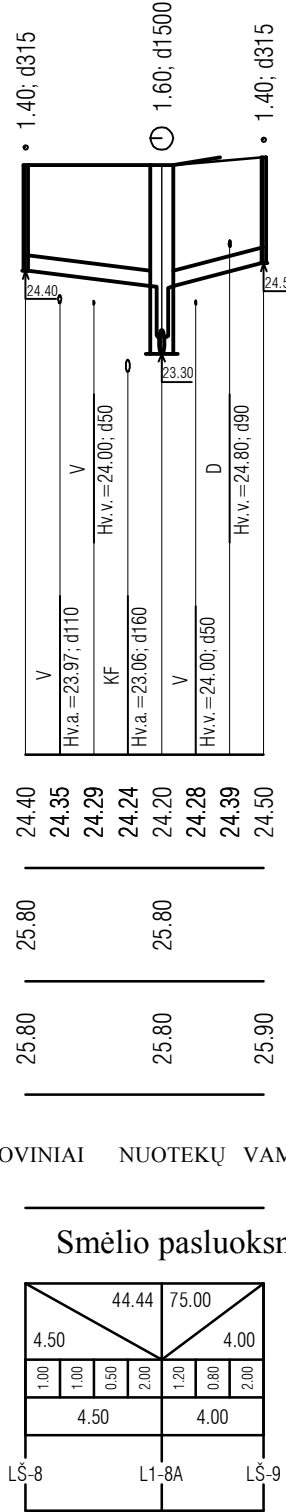 1.40; d315
1.60; d1500
1.40; d315
24.40
24.5
23.30
V
Hv.v.=24.00; d50
D
Hv.v.=24.80; d90
V
Hv.a.=23.97; d110
KF
Hv.a.=23.06; d160
V
Hv.v.=24.00; d50
24.40
24.35
24.29
24.24
24.20
24.28
24.39
24.50
25.80
25.80
25.80
25.80
25.90
OVINIAI NUOTEKŲ VAM
Smėlio pasluoksn
44.44
75.00
4.50
4.00
1.00
1.00
0.50
2.00
1.20
0.80
2.00
4.50
4.00
LŠ-8
L1-8A
LŠ-9